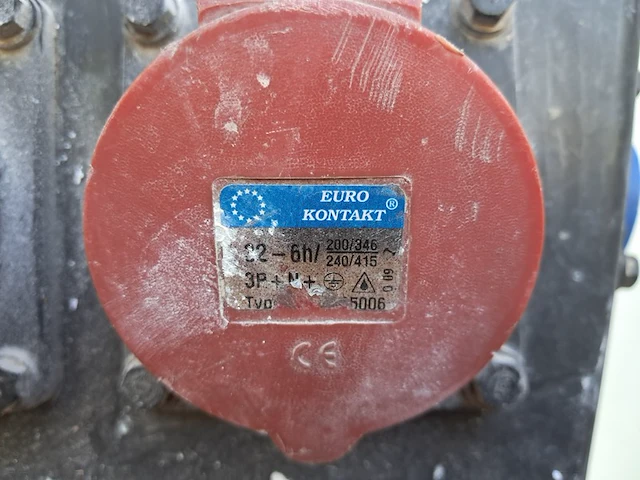 EURO
KONTAKT®
32-6h/ 200/346
240/415 ~
3P+N+
Typ 5006
CE